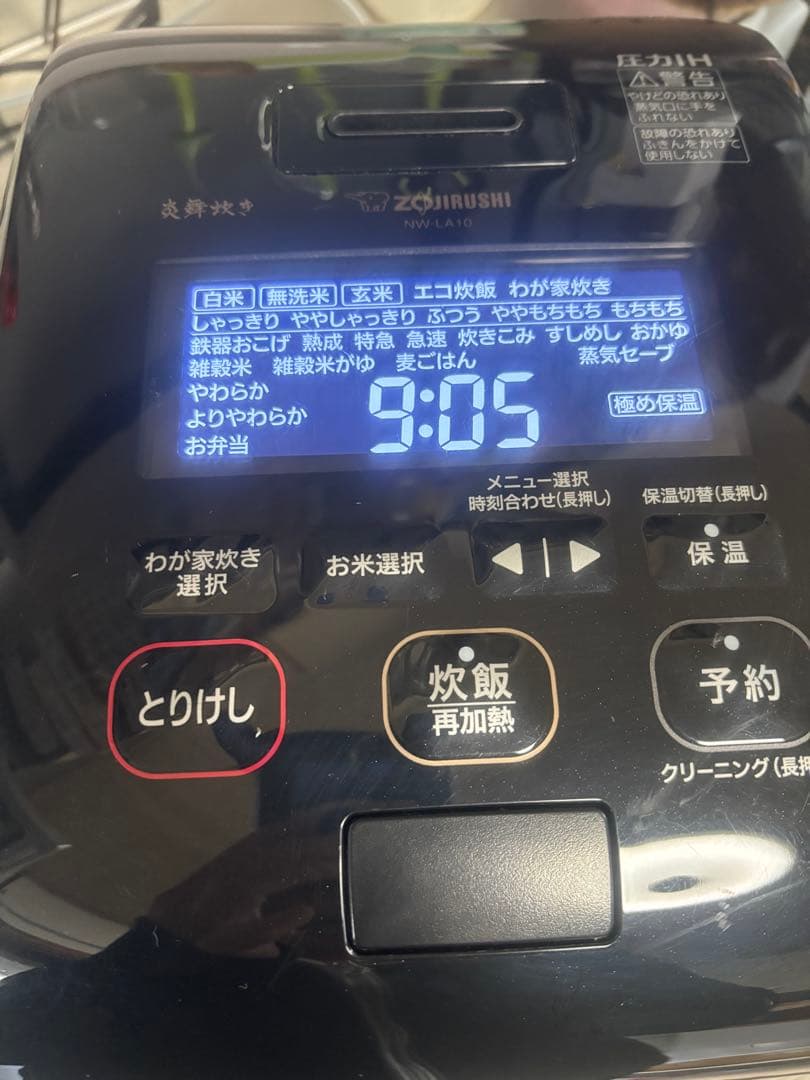 圧力IH
警告
やけどの恐れあり
蒸気口に手を
ふれない
故障の恐れあり
ふきんをかけて
使用しない
炎舞炊き
ZOJIRUSHI
NW-LA10
白米 無洗米 玄米 エコ炊飯 わが家炊き
しゃっきり ややしゃっきり ふつう ややもちもち もちもち
鉄器おこげ 熟成 特急 急速 炊きこみ すしめし おかゆ
雑穀米 雑穀米がゆ 麦ごはん 蒸気セーブ
やわらか
よりやわらか
お弁当
9:05
極め保温
メニュー選択
時刻合わせ(長押し)
保温切替(長押し)
わが家炊き
選択
お米選択
保温
とりけし
炊飯
再加熱
予約
クリーニング(長押